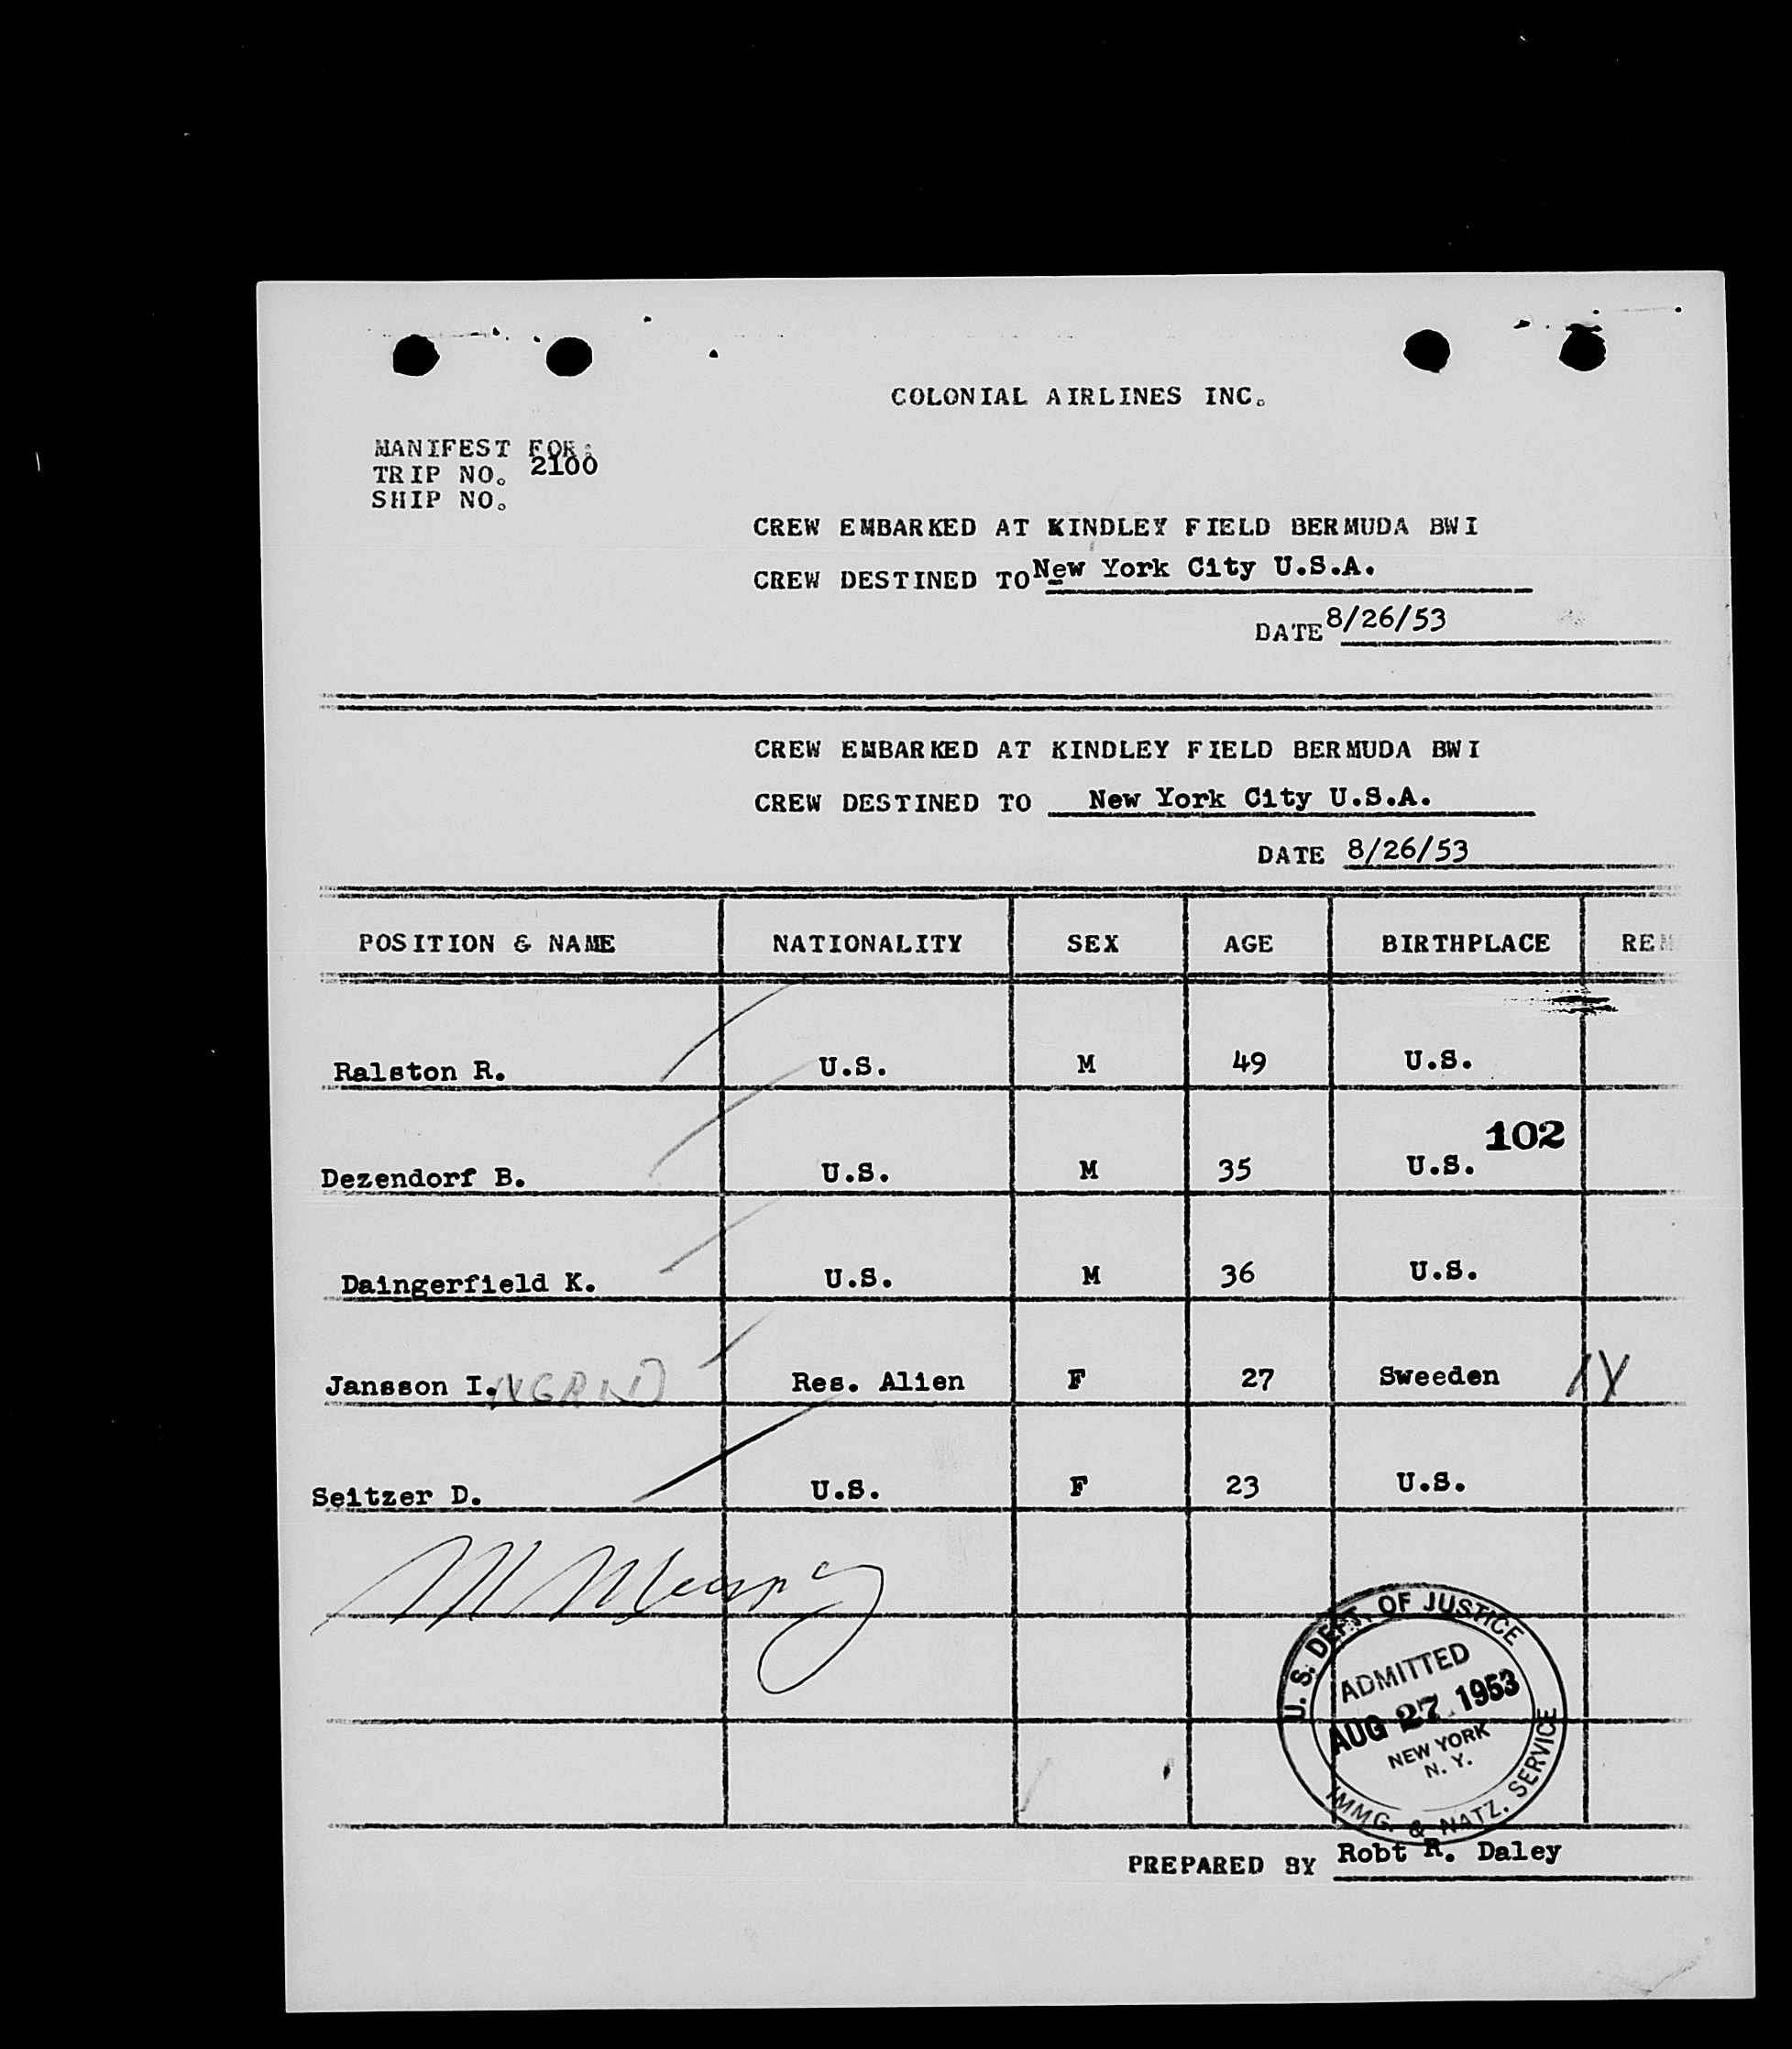 COLONIAL AIRLINES INC.
MANIFEST FOR:
TRIP NO. 2100
SHIP NO.
CREW EMBARKED AT KINDLEY FIELD BERMUDA BWI
CREW DESTINED TO New York City U.S.A.
DATE 8/26/53
CREW EMBARKED AT KINDLEY FIELD BERMUDA BWI
CREW DESTINED TO New York City U.S.A.
DATE 8/26/53
POSITION & NAME NATIONALITY SEX AGE BIRTHPLACE REM
Ralston R. U.S. M 49 U.S.
102
Dezendorf B. U.S. M 35 U.S.
Daingerfield K. U.S. M 36 U.S.
Jansson I.NGRID Res. Alien F 27 Sweeden
Seitzer D. U.S. F 23 U.S.
U.S. DEPT. OF JUSTICE
ADMITTED
AUG 27 1953
NEW YORK
N. Y.
IMMG. & NATZ. SERVICE
PREPARED BY Robt R. Daley